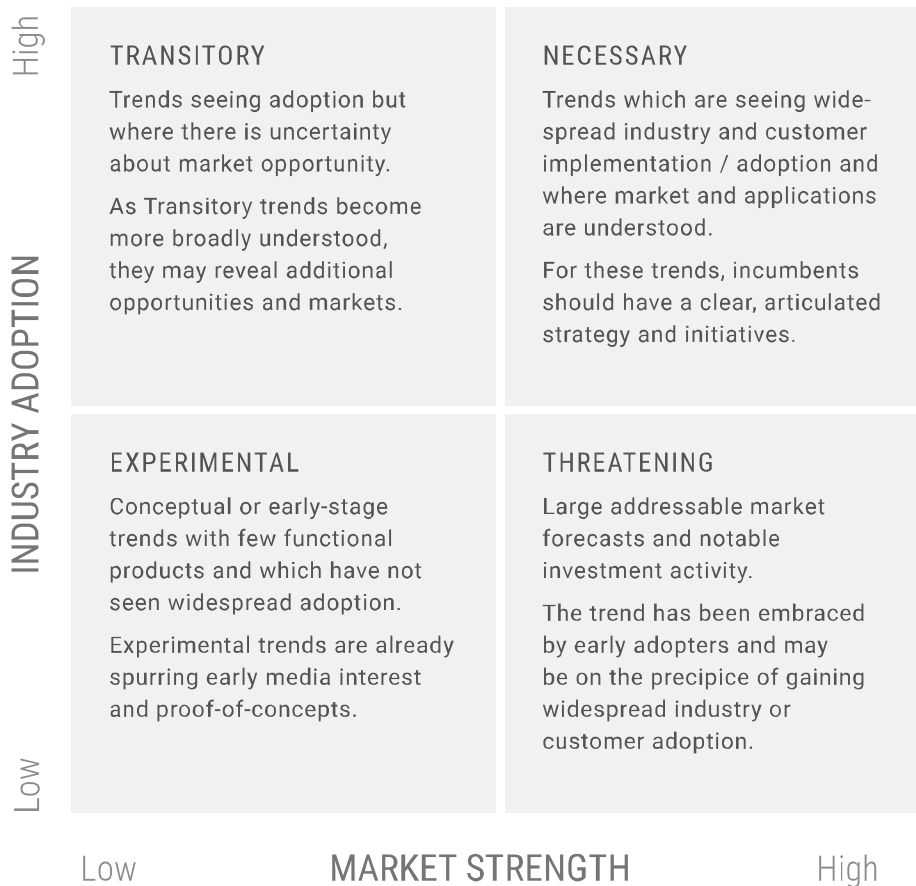 High
INDUSTRY ADOPTION
Low
TRANSITORY
Trends seeing adoption but
where there is uncertainty
about market opportunity.
As Transitory trends become
more broadly understood,
they may reveal additional
opportunities and markets.
NECESSARY
Trends which are seeing wide-
spread industry and customer
implementation / adoption and
where market and applications
are understood.
For these trends, incumbents
should have a clear, articulated
strategy and initiatives.
EXPERIMENTAL
Conceptual or early-stage
trends with few functional
products and which have not
seen widespread adoption.
Experimental trends are already
spurring early media interest
and proof-of-concepts.
THREATENING
Large addressable market
forecasts and notable
investment activity.
The trend has been embraced
by early adopters and may
be on the precipice of gaining
widespread industry or
customer adoption.
Low
MARKET STRENGTH
High